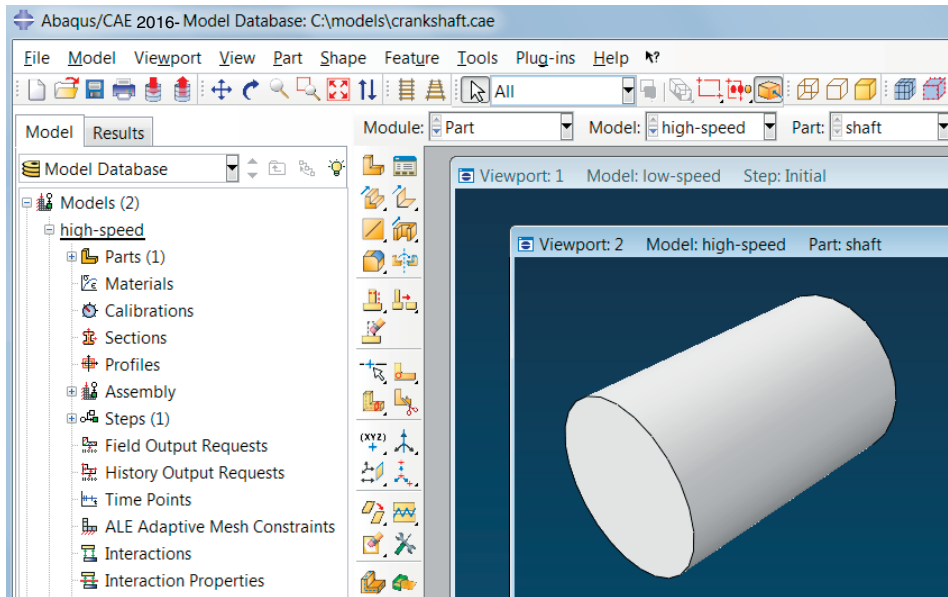 Abaqus/CAE 2016- Model Database: C:\models\crankshaft.cae
File Model Viewport View Part Shape Feature Tools Plug-ins Help ?
All
Model Results
Module: Part Model: high-speed Part: shaft
Model Database
Viewport: 1 Model: low-speed Step: Initial
Models (2)
high-speed
Viewport: 2 Model: high-speed Part: shaft
Parts (1)
Materials
Calibrations
Sections
Profiles
Assembly
Steps (1)
(XYZ)
Field Output Requests
History Output Requests
Time Points
ALE Adaptive Mesh Constraints
Interactions
Interaction Properties